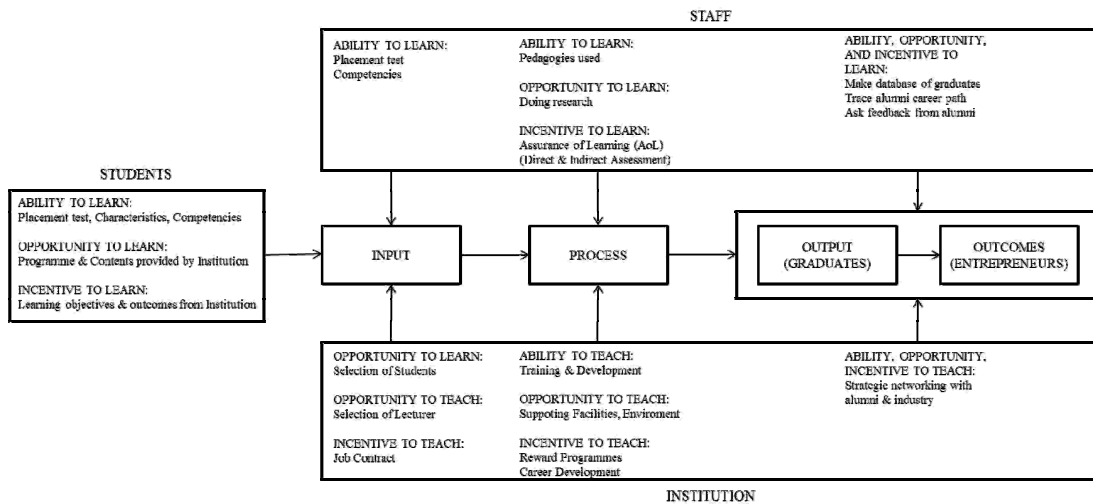 STAFF
ABILITY TO LEARN:
Placement test
Competencies
ABILITY TO LEARN:
Pedagogies used
OPPORTUNITY TO LEARN:
Doing research
INCENTIVE TO LEARN:
Assurance of Learning (AoL)
(Direct & Indirect Assessment)
ABILITY, OPPORTUNITY,
AND INCENTIVE TO
LEARN:
Make database of graduates
Trace alumni career path
Ask feedback from alumni
STUDENTS
ABILITY TO LEARN:
Placement test, Characteristics, Competencies
OPPORTUNITY TO LEARN:
Programme & Contents provided by Institution
INCENTIVE TO LEARN:
Learning objectives & outcomes from Institution
INPUT
PROCESS
OUTPUT
(GRADUATES)
OUTCOMES
(ENTREPRENEURS)
OPPORTUNITY TO LEARN:
Selection of Students
OPPORTUNITY TO TEACH:
Selection of Lecturer
INCENTIVE TO TEACH:
Job Contract
ABILITY TO TEACH:
Training & Development
OPPORTUNITY TO TEACH:
Suppoting Facilities, Enviroment
INCENTIVE TO TEACH:
Reward Programmes
Career Development
ABILITY, OPPORTUNITY,
INCENTIVE TO TEACH:
Strategic networking with
alumni & industry
INSTITUTION